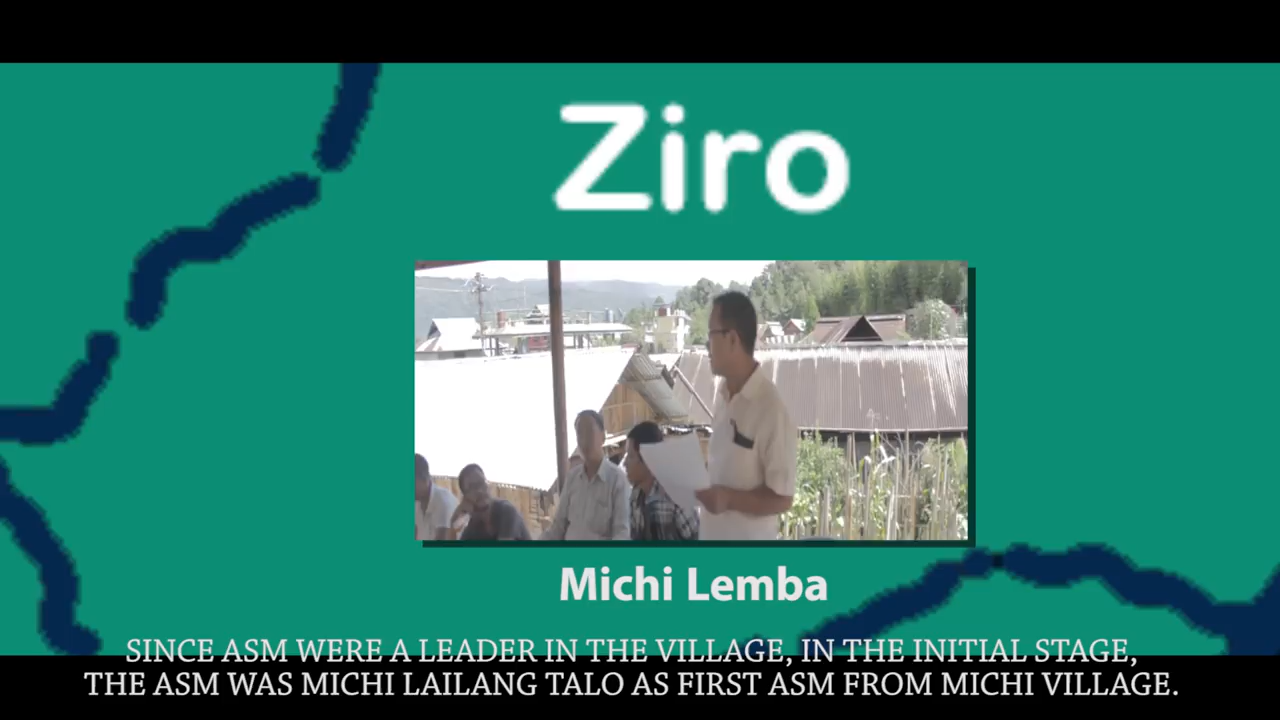 Ziro
Michi Lemba
SINCE ASM WERE A LEADER IN THE VILLAGE, IN THE INITIAL STAGE,
THE ASM WAS MICHI LAILANG TALO AS FIRST ASM FROM MICHI VILLAGE.